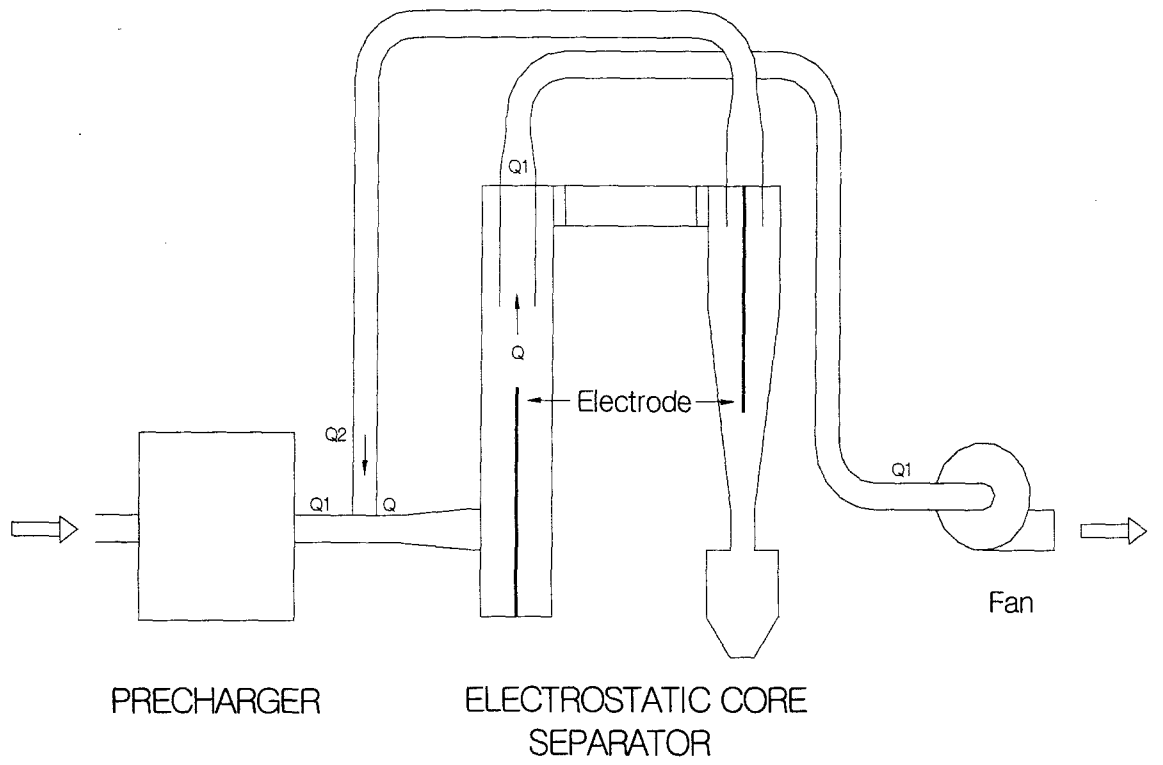 Q1
Q
Electrode
Q2
Q1
Q
Q1
Fan
PRECHARGER
ELECTROSTATIC CORE
SEPARATOR